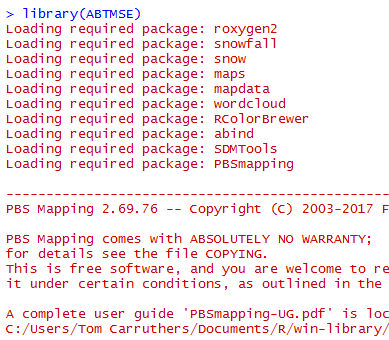 > library(ABTMSE)
Loading required package: roxygen2
Loading required package: snowfall
Loading required package: snow
Loading required package: maps
Loading required package: mapdata
Loading required package: wordcloud
Loading required package: RColorBrewer
Loading required package: abind
Loading required package: SDMTools
Loading required package: PBSmapping
-----------------------------------------------------------
PBS Mapping 2.69.76 -- Copyright (C) 2003-2017 F
PBS Mapping comes with ABSOLUTELY NO WARRANTY;
for details see the file COPYING.
This is free software, and you are welcome to re
it under certain conditions, as outlined in the
A complete user guide 'PBSmapping-UG.pdf' is loc
C:/Users/Tom Carruthers/Documents/R/win-library/